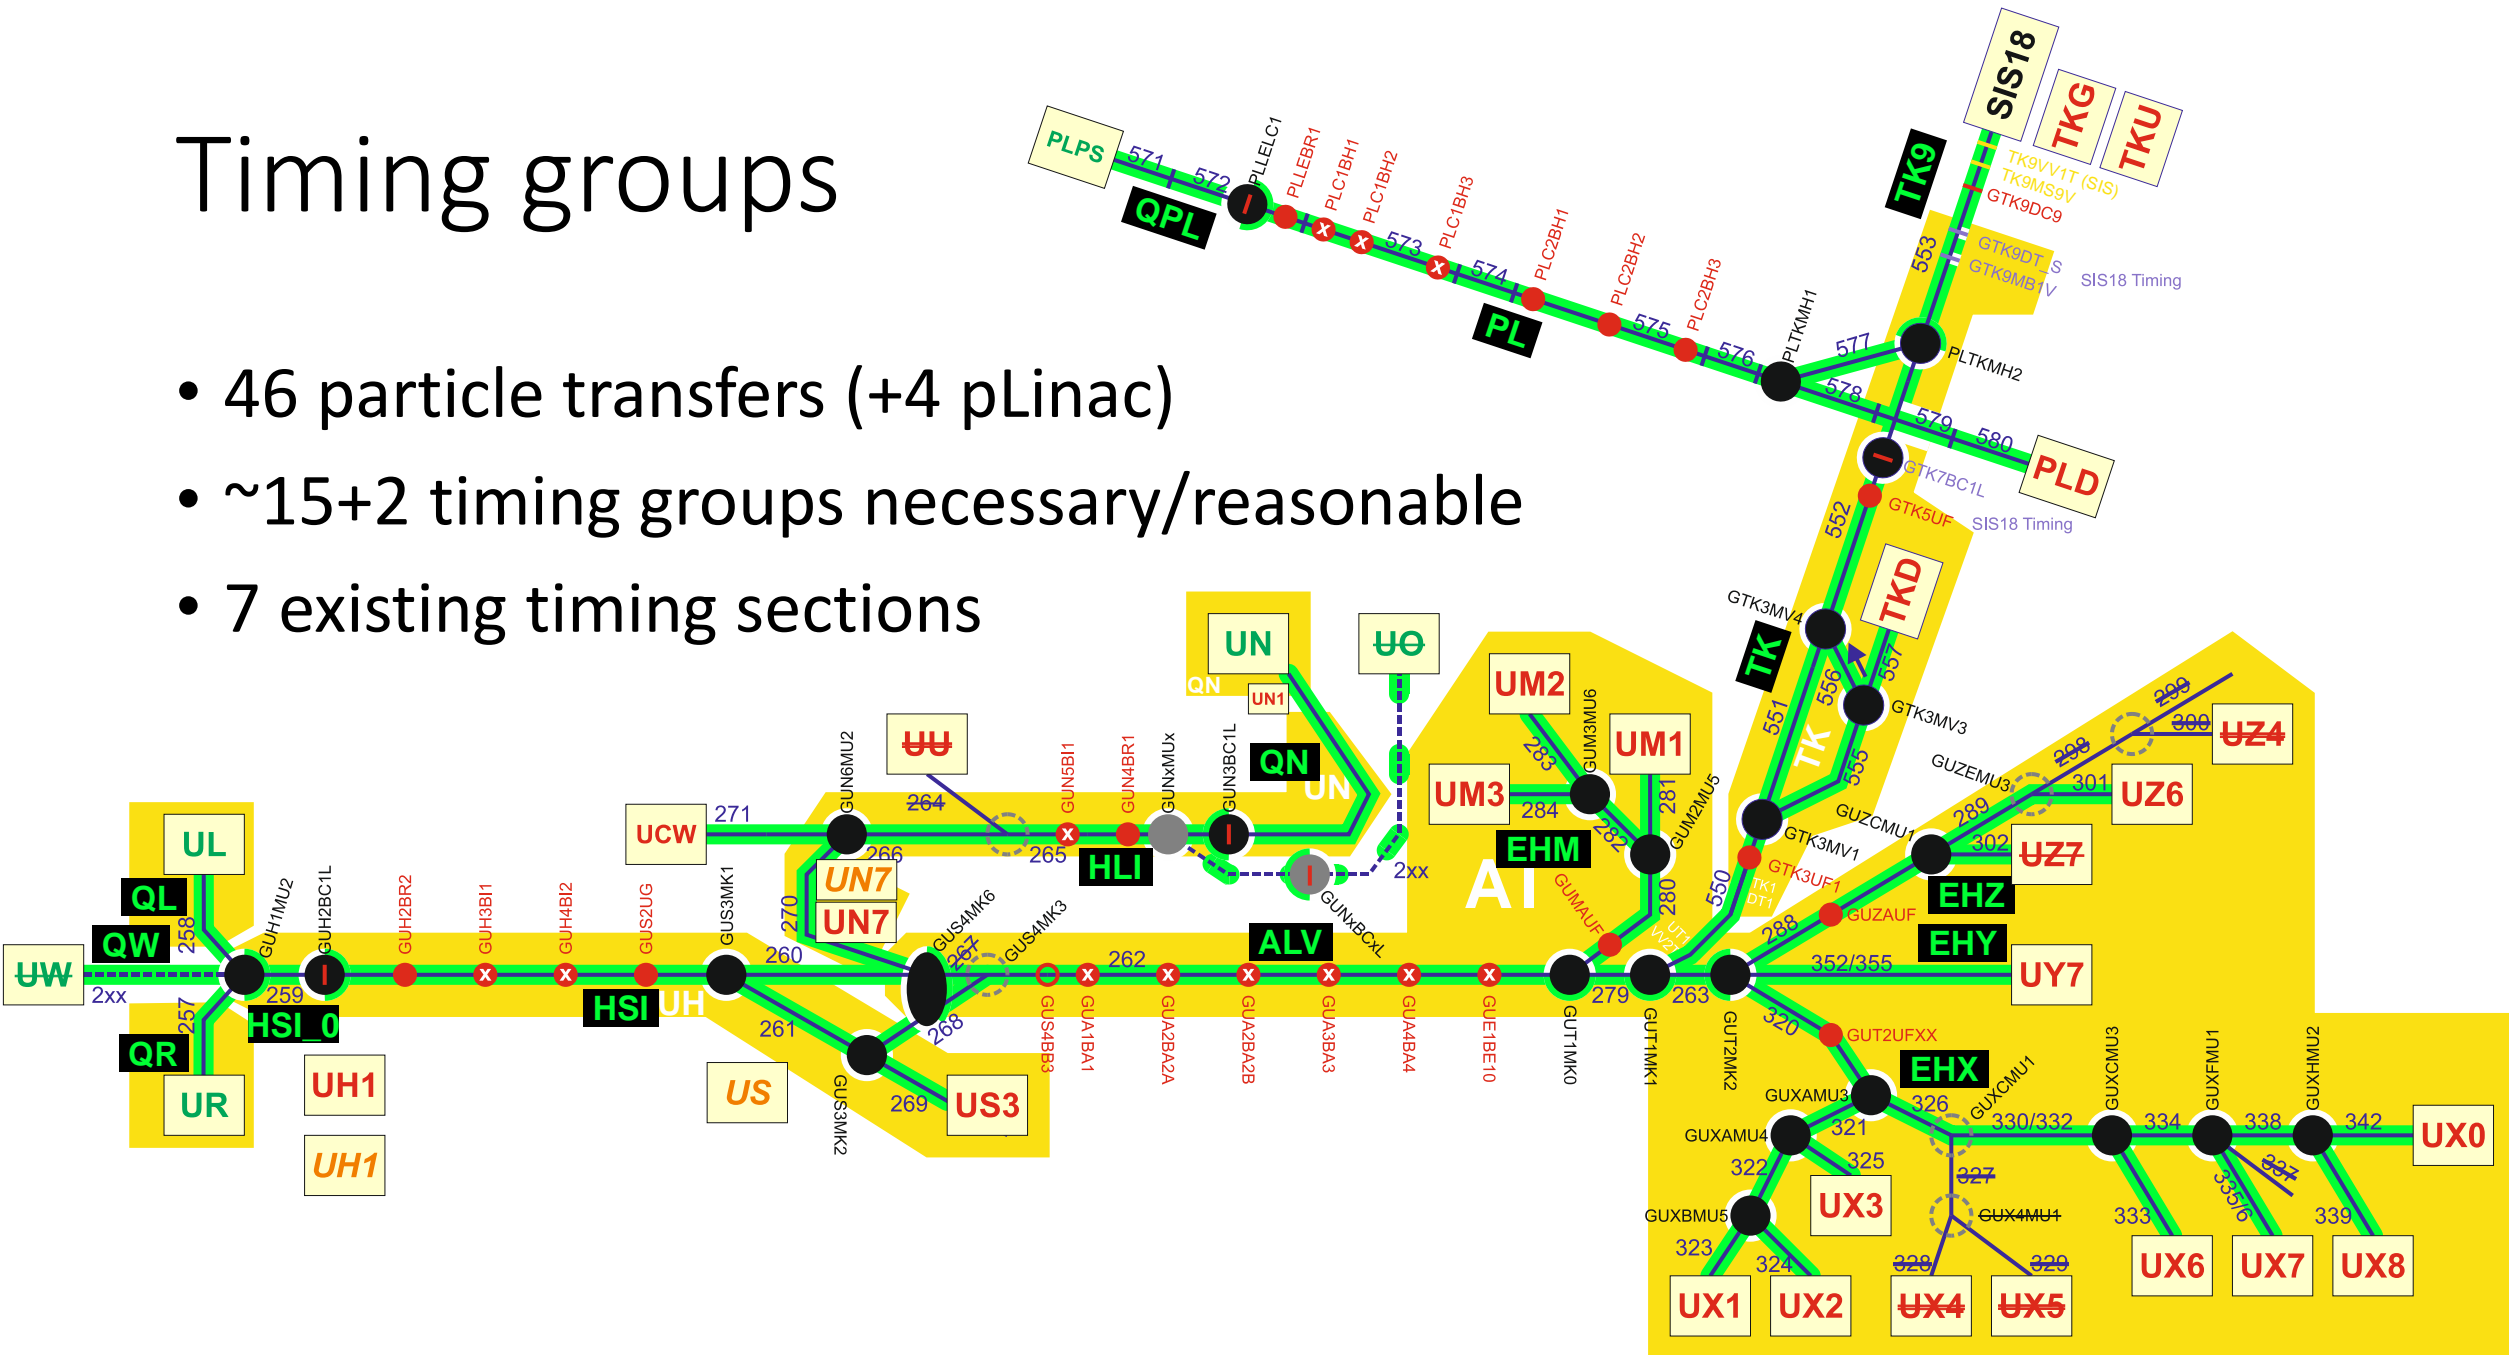 Timing groups
• 46 particle transfers (+4 pLinac)
• ~15+2 timing groups necessary/reasonable
• 7 existing timing sections
SIS18
TKG
TKU
TK9
TK9VV1T (SIS)
TK9MS9V
GTK9DC9
GTK9DT_S
GTK9MB1V
SIS18 Timing
553
PLPS
571
572
QPL
PLLELC1
PLLEBR1
PLC1BH1
PLC1BH2
573
PLC1BH3
574
PL
PLC2BH1
PLC2BH2
575
PLC2BH3
576
PLTKMH1
577
PLTKMH2
578
579
580
PLD
GTK7BC1L
GTK5UF
SIS18 Timing
552
TKD
GTK3MV4
TK
557
556
GTK3MV3
551
TK
555
GTK3MV1
GTK3UF1
TK1
DT1
550
UN
QN
UN1
UO
QN
UN
UU
264
UCW
271
GUN6MU2
266
265
GUN5BI1
GUN4BR1
HLI
GUNxMUx
GUN3BC1L
2xx
GUNxBCxL
UN7
UN7
270
UM2
283
GUM3MU6
UM1
UM3
284
282
281
GUM2MU5
EHM
AT
280
GUMAUF
UT1
VV2T
299
300
UZ4
298
GUZEMU3
301
UZ6
289
GUZCMU1
302
UZ7
EHZ
GUZAUF
288
EHY
352/355
UY7
UL
QL
258
QW
UW
2xx
257
QR
UR
GUH1MU2
259
HSI_0
GUH2BC1L
UH1
UH1
GUH2BR2
GUH3BI1
GUH4BI2
GUS2UG
HSI
UH
GUS3MK1
260
261
US
GUS3MK2
268
269
US3
GUS4MK6
267
GUS4MK3
262
ALV
GUS4BB3
GUA1BA1
GUA2BA2A
GUA2BA2B
GUA3BA3
GUA4BA4
GUE1BE10
GUT1MK0
279
GUT1MK1
263
GUT2MK2
320
GUT2UFXX
EHX
GUXAMU3
326
GUXCMU1
321
GUXAMU4
322
325
UX3
GUXBMU5
323
324
UX1
UX2
327
GUX4MU1
328
329
UX4
UX5
330/332
GUXCMU3
334
GUXFMU1
338
GUXHMU2
342
UX0
333
335/6
337
339
UX6
UX7
UX8